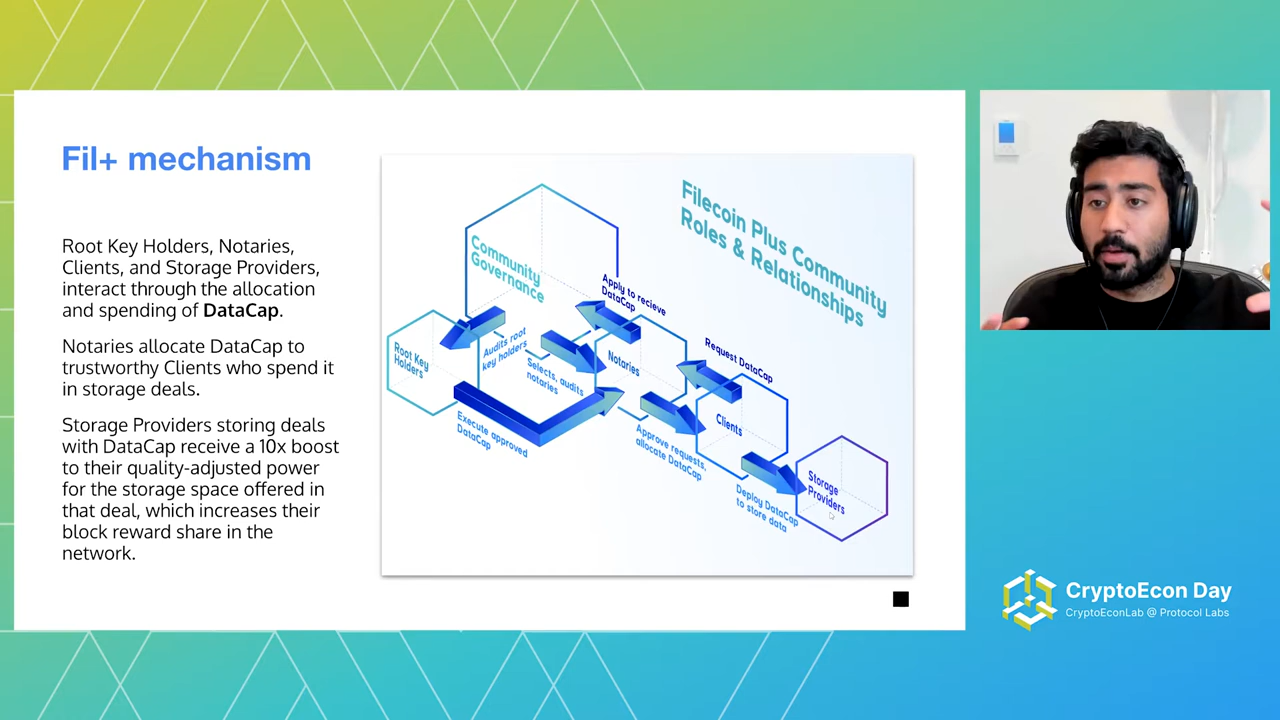 Fil+ mechanism
Root Key Holders, Notaries,
Clients, and Storage Providers,
interact through the allocation
and spending of DataCap.
Notaries allocate DataCap to
trustworthy Clients who spend it
in storage deals.
Storage Providers storing deals
with DataCap receive a 10x boost
to their quality-adjusted power
for the storage space offered in
that deal, which increases their
block reward share in the
network.
Filecoin Plus Community
Roles & Relationships
Community
Governance
Apply to recieve
DataCap
Root Key
Holders
Audits root
key holders
Selects, audits
notaries
Notaries
Request DataCap
Execute approved
DataCap
Approve requests,
allocate DataCap
Clients
Deploy DataCap
to store data
Storage
Providers
CryptoEcon Day
CryptoEconLab @ Protocol Labs